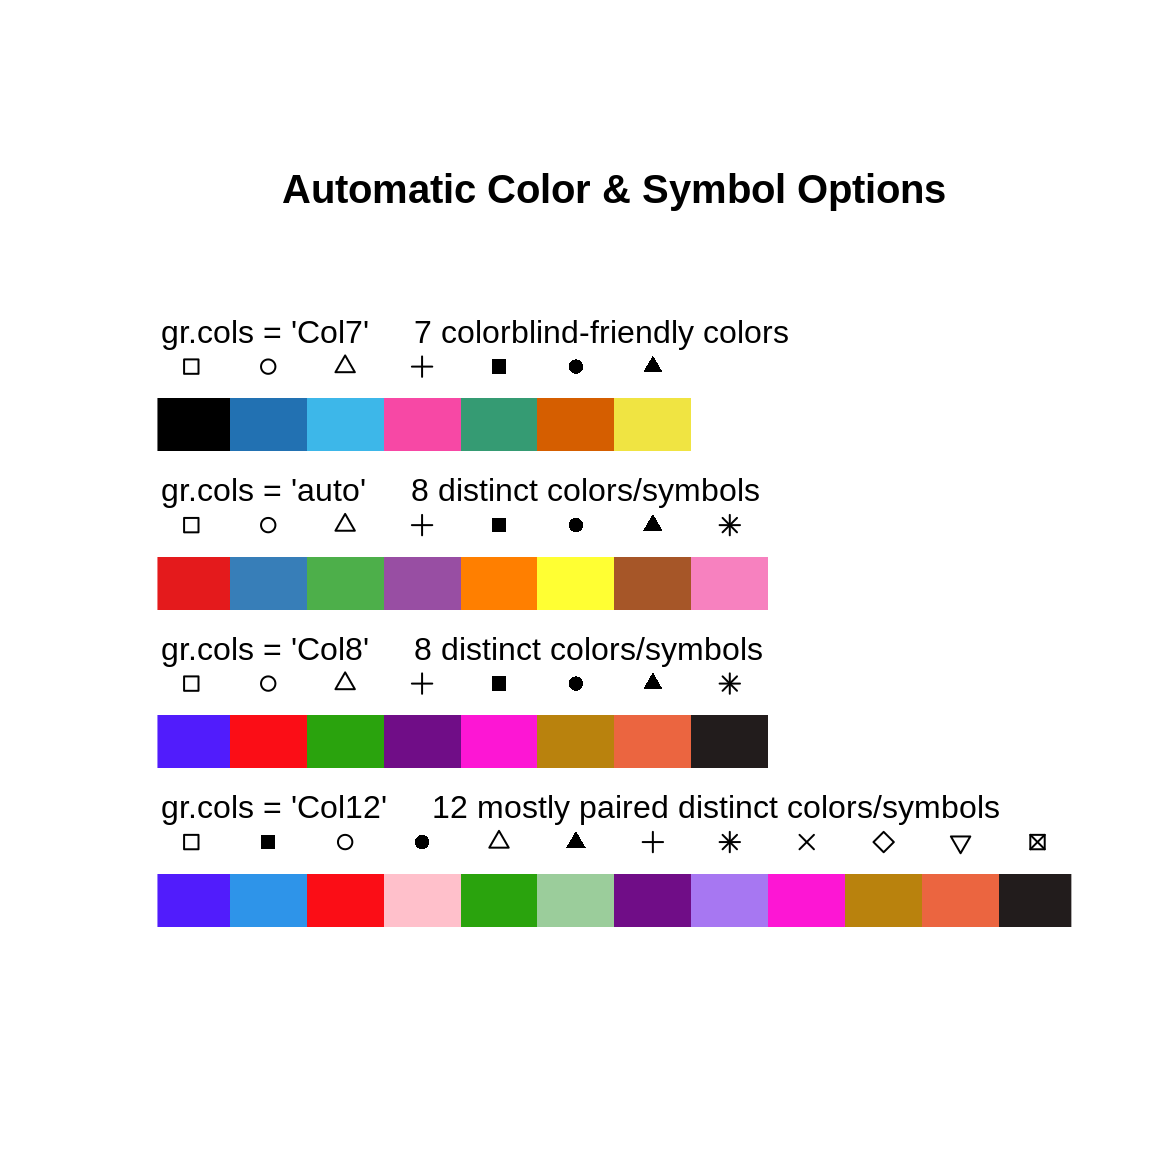 Automatic Color & Symbol Options
gr.cols = 'Col7' 7 colorblind-friendly colors
gr.cols = 'auto' 8 distinct colors/symbols
gr.cols = 'Col8' 8 distinct colors/symbols
gr.cols = 'Col12' 12 mostly paired distinct colors/symbols